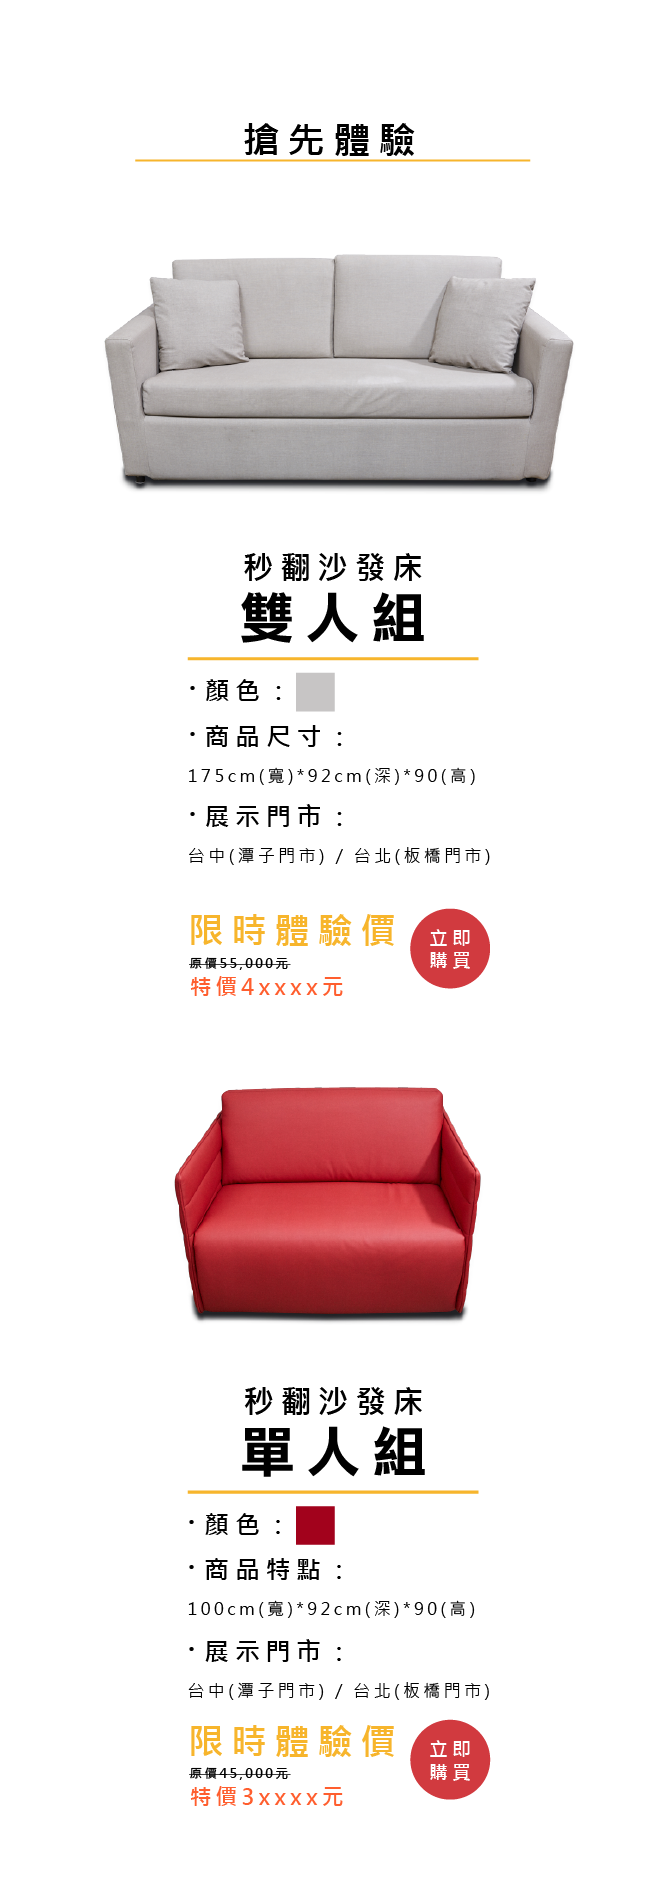 搶先體驗
秒翻沙發床
雙人組
·顏色：
·商品尺寸：
175cm(寬)*92cm(深)*90(高)
·展示門市：
台中(潭子門市) / 台北(板橋門市)
限時體驗價
原價55,000元
特價4xxxx元
立即
購買
秒翻沙發床
單人組
·顏色：
·商品特點：
100cm(寬)*92cm(深)*90(高)
·展示門市：
台中(潭子門市) / 台北(板橋門市)
限時體驗價
原價45,000元
特價3xxxx元
立即
購買